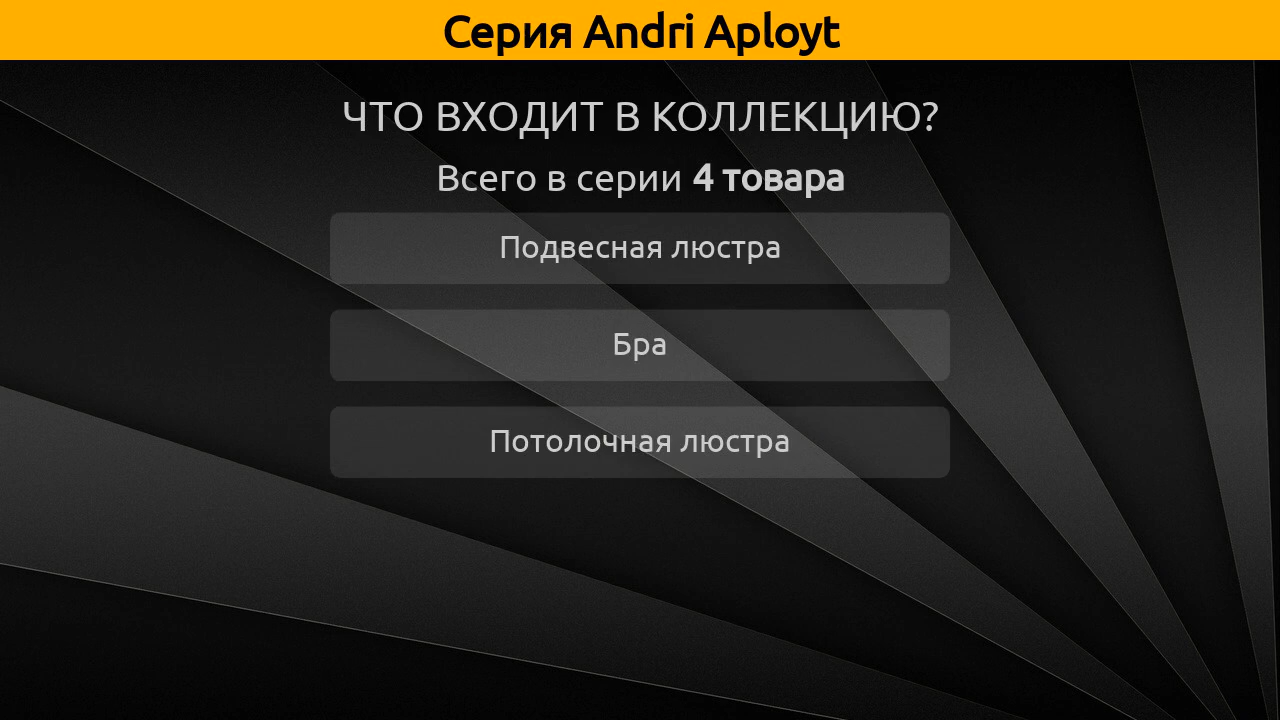 Серия Andri Aployt
ЧТО ВХОДИТ В КОЛЛЕКЦИЮ?
Всего в серии 4 товара
Подвесная люстра
Бра
Потолочная люстра